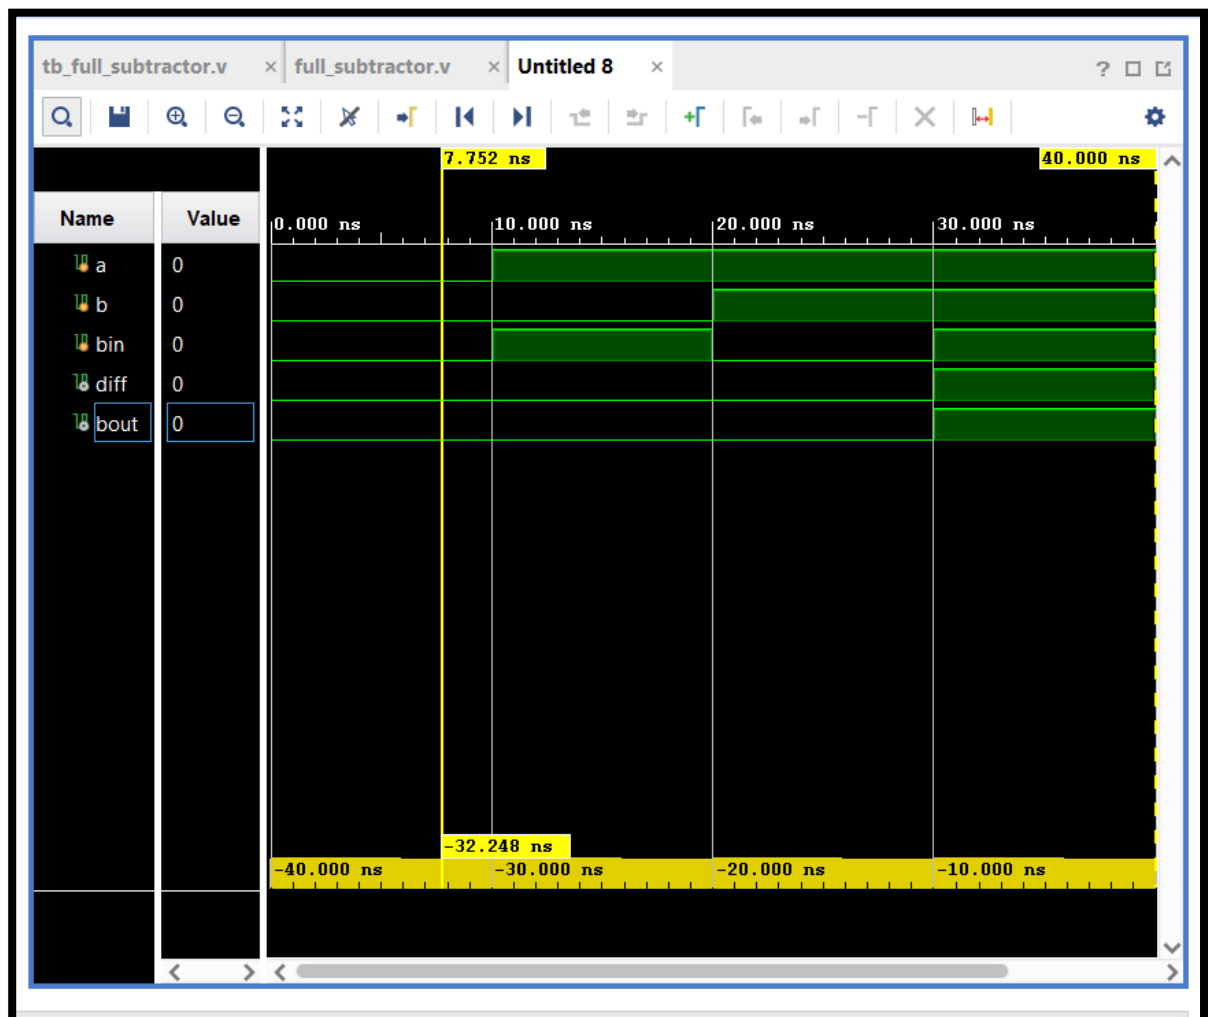 tb_full_subtractor.v × full_subtractor.v × Untitled 8 ×
?
7.752 ns 40.000 ns
Name Value 0.000 ns 10.000 ns 20.000 ns 30.000 ns
a 0
b 0
bin 0
diff 0
bout 0
-32.248 ns
-40.000 ns -30.000 ns -20.000 ns -10.000 ns